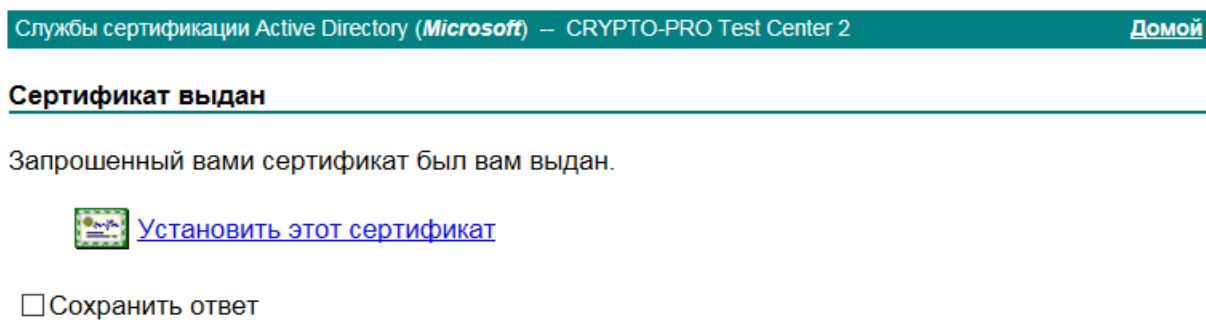 Службы сертификации Active Directory (Microsoft) -- CRYPTO-PRO Test Center 2 Домой
Сертификат выдан
Запрошенный вами сертификат был вам выдан.
Установить этот сертификат
Сохранить ответ